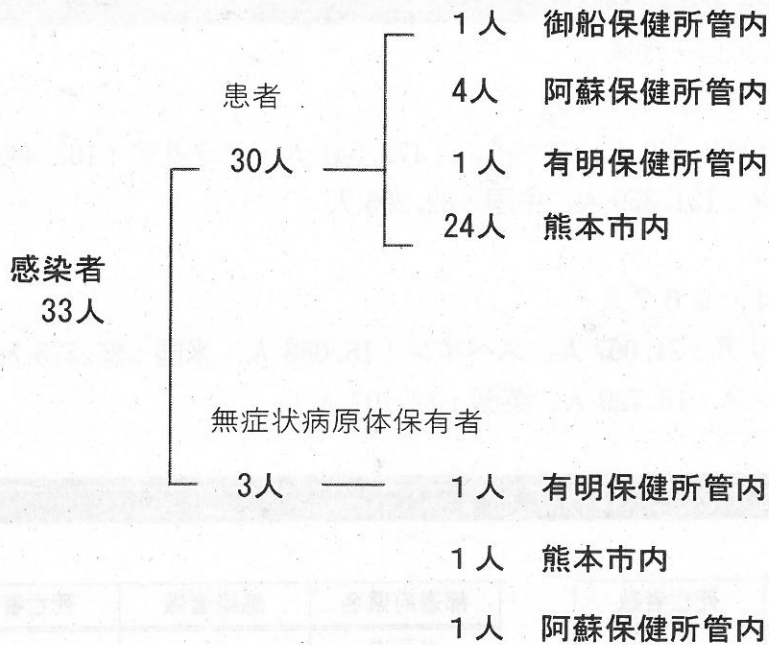 1人 御船保健所管内
患者
4人 阿蘇保健所管内
30人
1人 有明保健所管内
24人 熊本市内
感染者
33人
無症状病原体保有者
3人
1人 有明保健所管内
1人 熊本市内
1人 阿蘇保健所管内